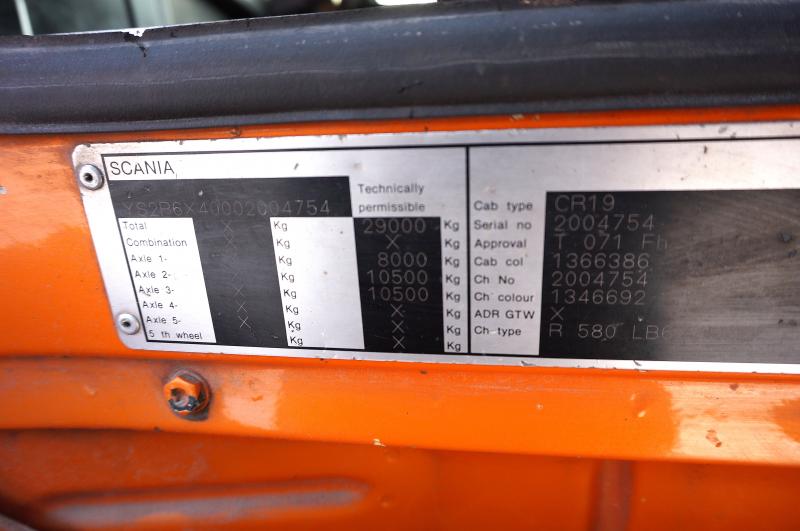 SCANIA
Technically
permissible
YS2R6X40002004754
Total X Kg 29000 Kg
Combination X Kg X Kg
Axle 1- X Kg 8000 Kg
Axle 2- X Kg 10500 Kg
Axle 3- X Kg 10500 Kg
Axle 4- X Kg X Kg
Axle 5- X Kg X Kg
5 th wheel Kg X Kg
Cab type CR19
Serial no 2004754
Approval T 071 Fh
Cab col 1366386
Ch No 2004754
Ch colour 1346692
ADR GTW X
Ch type R 580 LB6